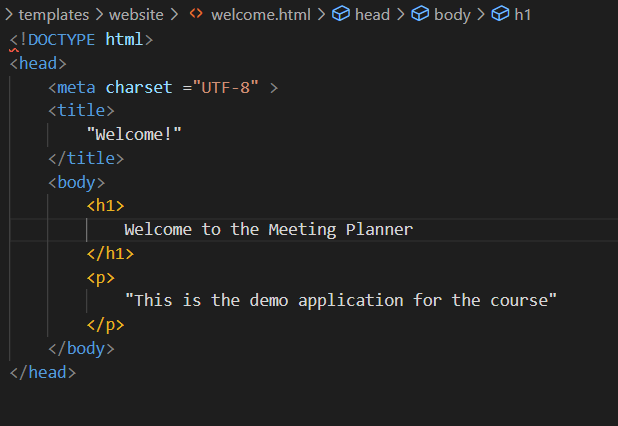 > templates > website > <> welcome.html > head > body > h1
<!DOCTYPE html>
<head>
    <meta charset ="UTF-8" >
    <title>
        "Welcome!"
    </title>
    <body>
        <h1>
            Welcome to the Meeting Planner
        </h1>
        <p>
            "This is the demo application for the course"
        </p>
    </body>
</head>